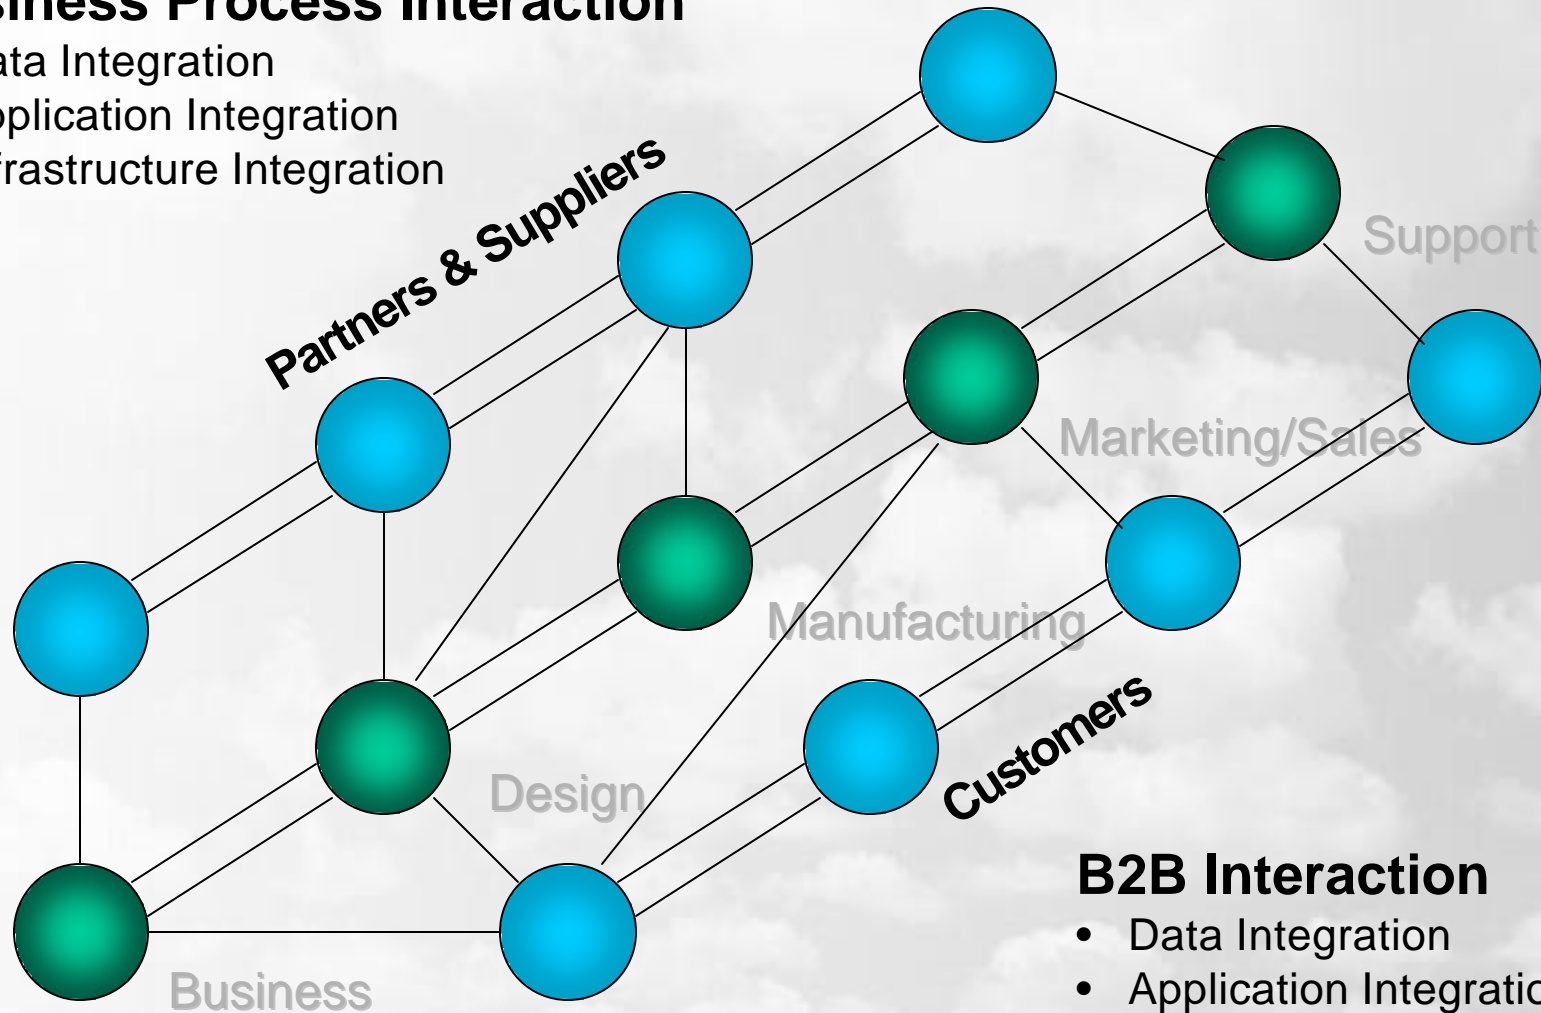 siness Process Interaction
ata Integration
pplication Integration
frastructure Integration
Partners & Suppliers
Support
Marketing/Sales
Manufacturing
Customers
Design
B2B Interaction
• Data Integration
Business
• Application Integratio